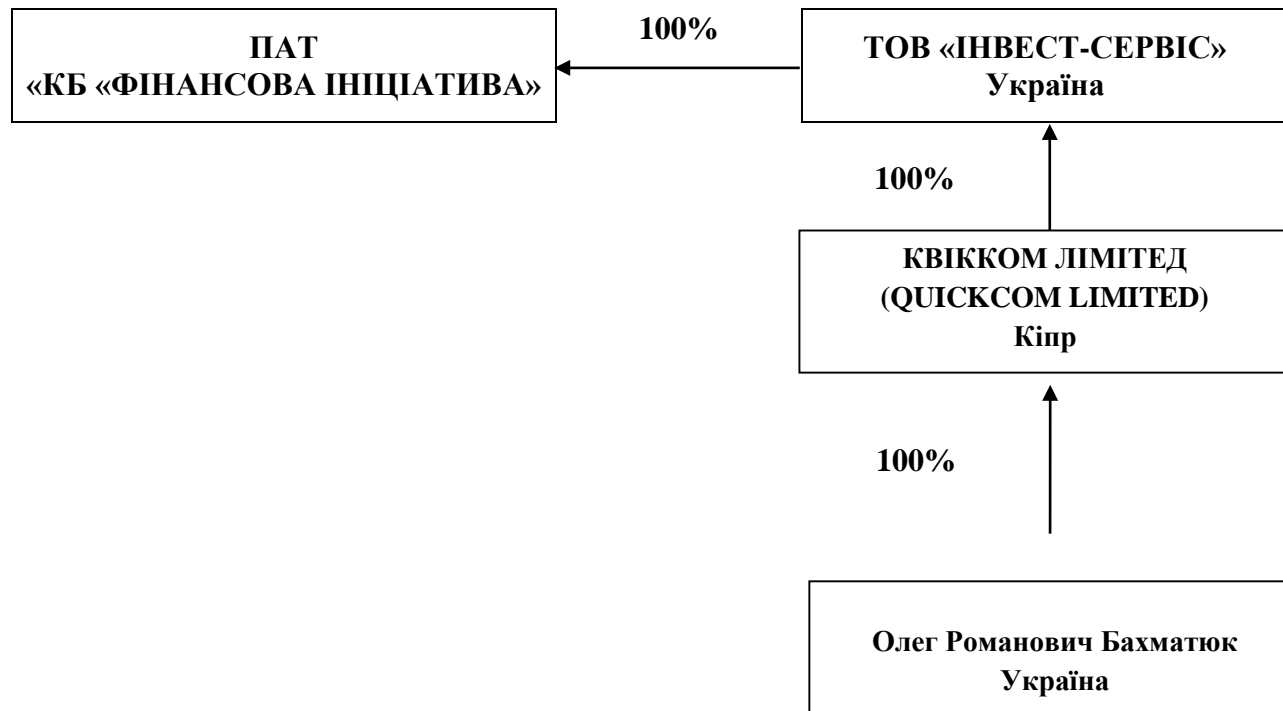 ПАТ
«КБ «ФІНАНСОВА ІНІЦІАТИВА»
100%
ТОВ «ІНВЕСТ-СЕРВІС»
Україна
100%
КВІККОМ ЛІМІТЕД
(QUICKCOM LIMITED)
Кіпр
100%
Олег Романович Бахматюк
Україна